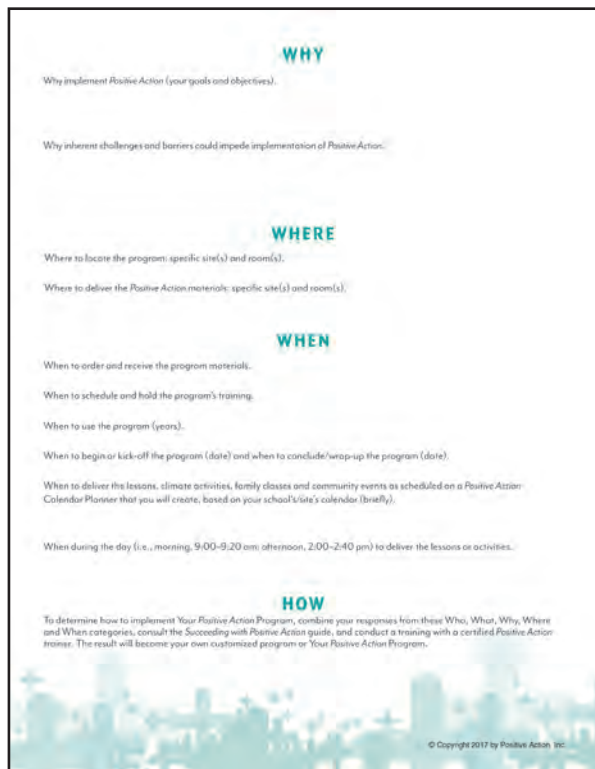 WHY
Why implement Positive Action (your goals and objectives).
Why inherent challenges and barriers could impede implementation of Positive Action.
WHERE
Where to locate the program: specific site(s) and room(s).
Where to deliver the Positive Action materials: specific site(s) and room(s).
WHEN
When to order and receive the program materials.
When to schedule and hold the program's training.
When to use the program (years).
When to begin or kick-off the program (date) and when to conclude/wrap-up the program (date).
When to deliver the lessons, climate activities, family classes and community events as scheduled on a Positive Action
Calendar Planner that you will create, based on your school's/site's calendar (briefly).
When during the day (i.e., morning, 9:00–9:20 am; afternoon, 2:00–2:40 pm) to deliver the lessons or activities.
HOW
To determine how to implement Your Positive Action Program, combine your responses from these Who, What, Why, Where
and When categories, consult the Succeeding with Positive Action guide, and conduct a training with a certified Positive Action
trainer. The result will become your own customized program or Your Positive Action Program.
© Copyright 2017 by Positive Action, Inc.